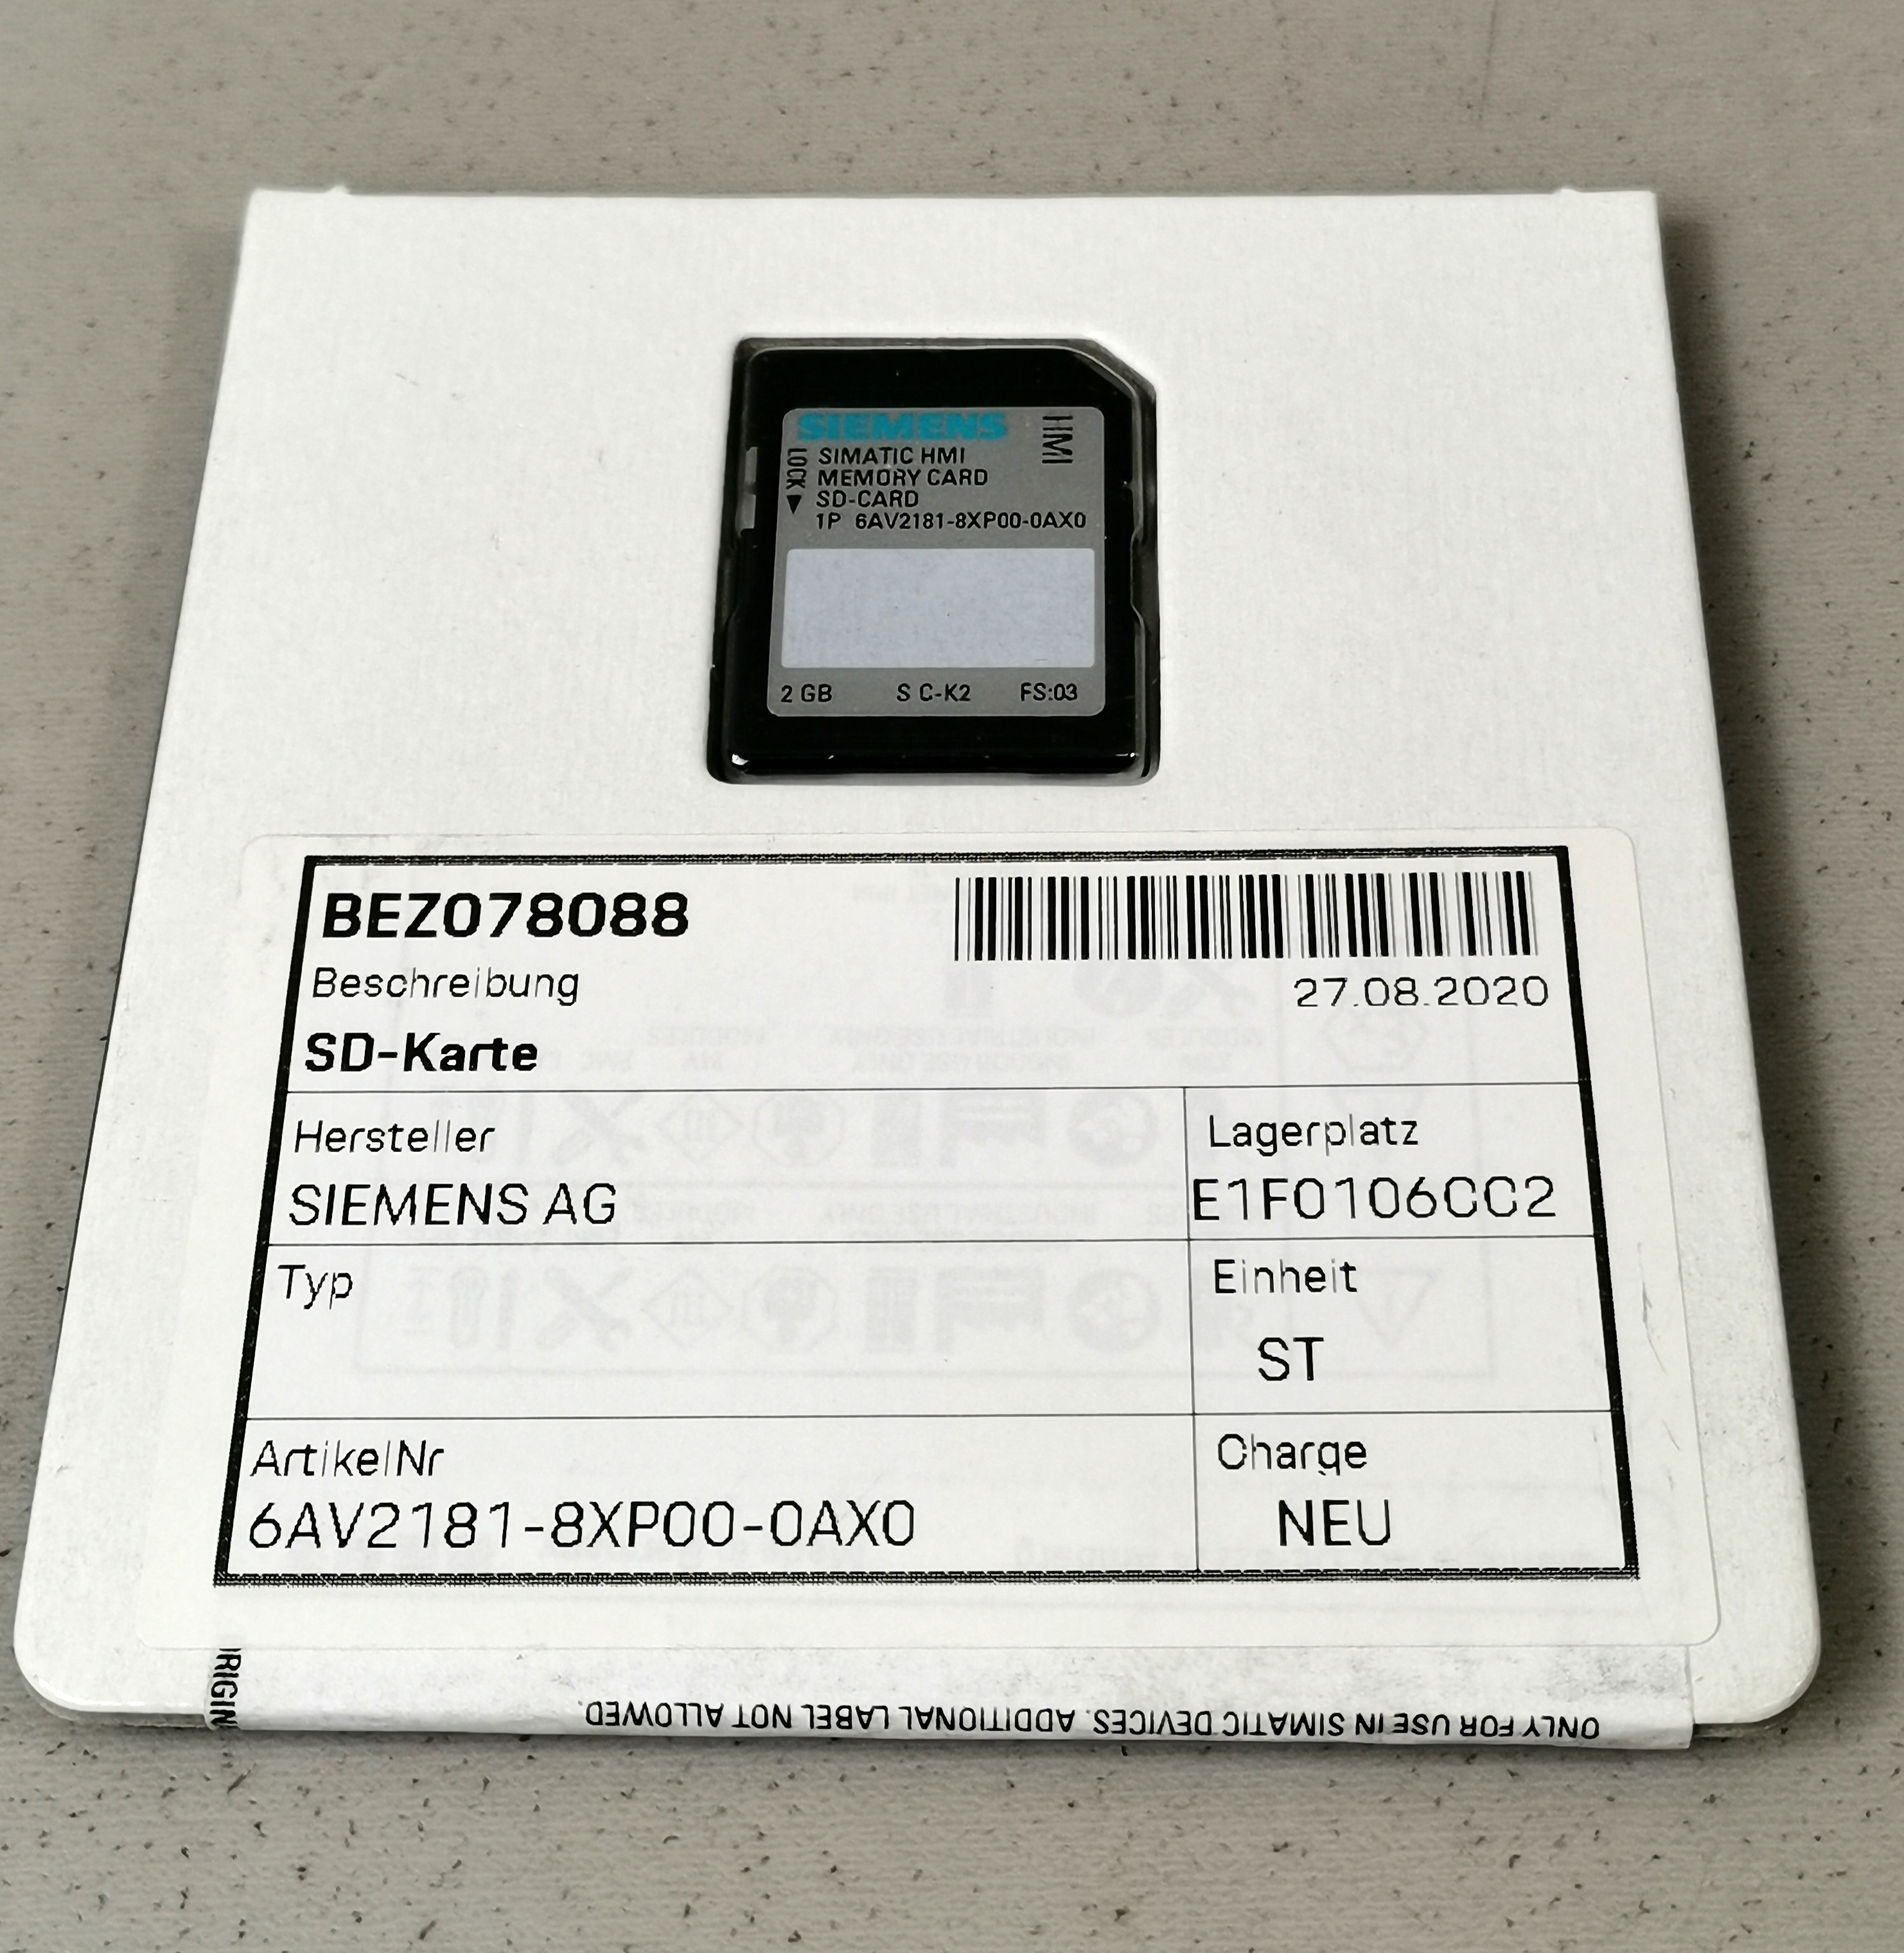 SIEMENS
HMI
LOCK
SIMATIC HMI
MEMORY CARD
SD-CARD
1P 6AV2181-8XP00-0AX0
2 GB S C-K2 FS:03
BEZ078088
Beschreibung
27.08.2020
SD-Karte
Hersteller
SIEMENS AG
Lagerplatz
E1F0106CC2
Typ
Einheit
ST
ArtikelNr
6AV2181-8XP00-0AX0
Charge
NEU
ONLY FOR USE IN SIMATIC DEVICES. ADDITIONAL LABEL NOT ALLOWED.